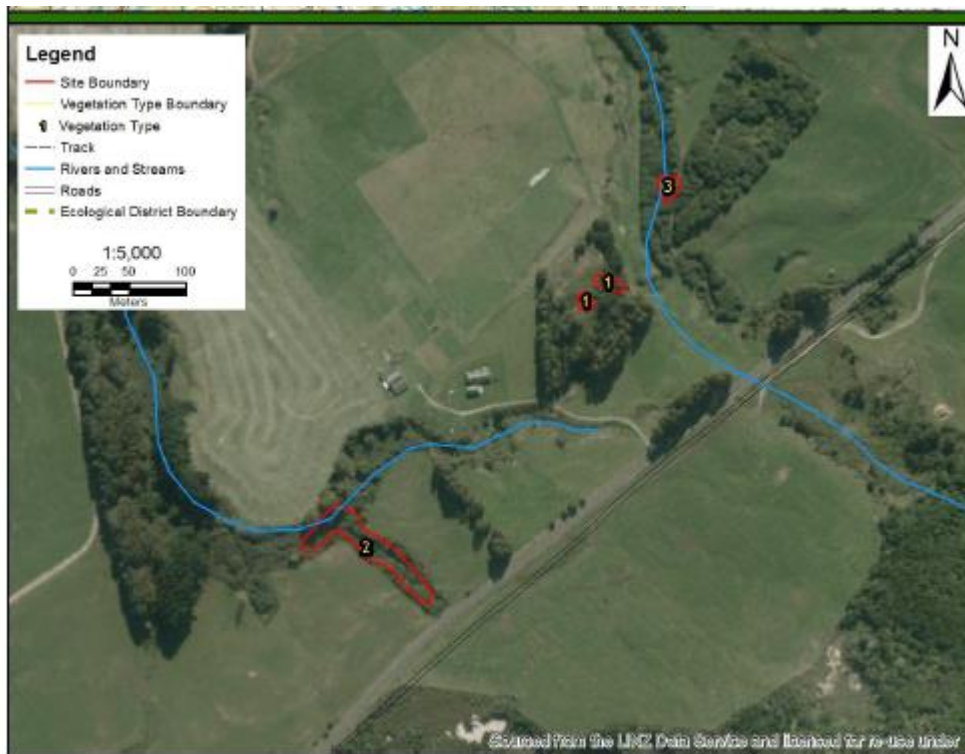 Legend
Site Boundary
Vegetation Type Boundary
1 Vegetation Type
Track
Rivers and Streams
Roads
Ecological District Boundary
1:5,000
0 25 50 100
Meters
N
3
1
1
2
Sourced from the LINZ Data Service and licensed for re-use under